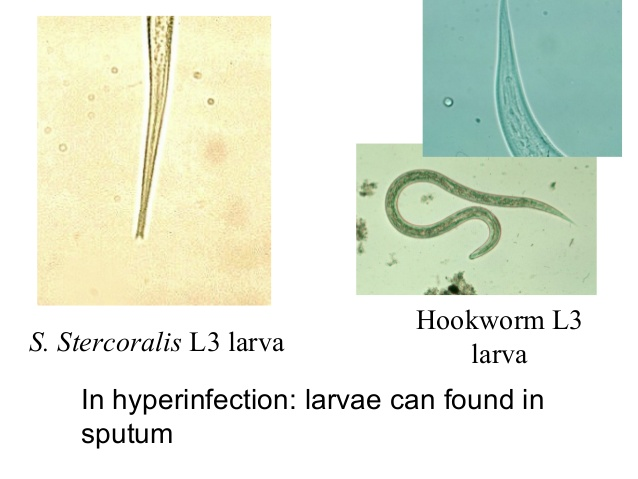 S. Stercoralis L3 larva
Hookworm L3
larva
In hyperinfection: larvae can found in
sputum